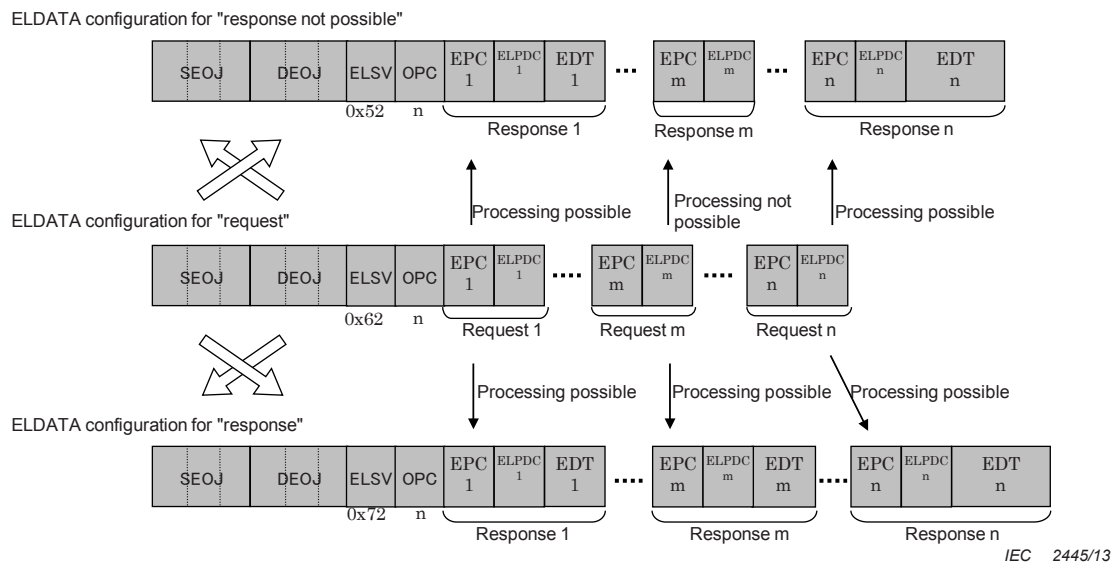 ELDATA configuration for "response not possible"
SEOJ DEOJ ELSV OPC EPC 1 ELPDC 1 EDT 1 ···· EPC m ELPDC m ··· EPC n ELPDC n EDT n
0x52 n
Response 1 Response m Response n
Processing possible Processing not possible Processing possible
ELDATA configuration for "request"
SEOJ DEOJ ELSV OPC EPC 1 ELPDC 1 ···· EPC m ELPDC m ···· EPC n ELPDC n
0x62 n
Request 1 Request m Request n
Processing possible Processing possible Processing possible
ELDATA configuration for "response"
SEOJ DEOJ ELSV OPC EPC 1 ELPDC 1 EDT 1 ···· EPC m ELPDC m EDT m ···· EPC n ELPDC n EDT n
0x72 n
Response 1 Response m Response n
IEC 2445/13